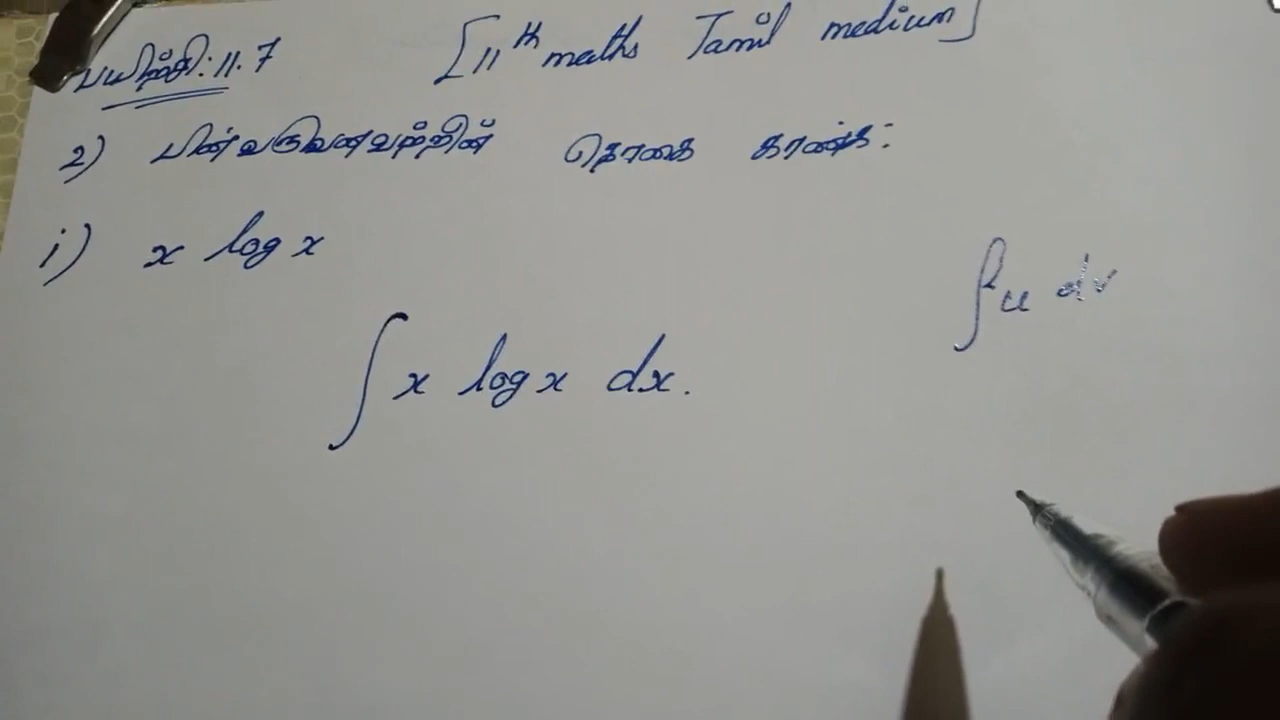 பயிற்சி: 11.7 [11th maths Tamil medium]
2) பின்வருவனவற்றின் தொகை காண்க:
i) x log x
∫ u dv
∫ x log x dx.